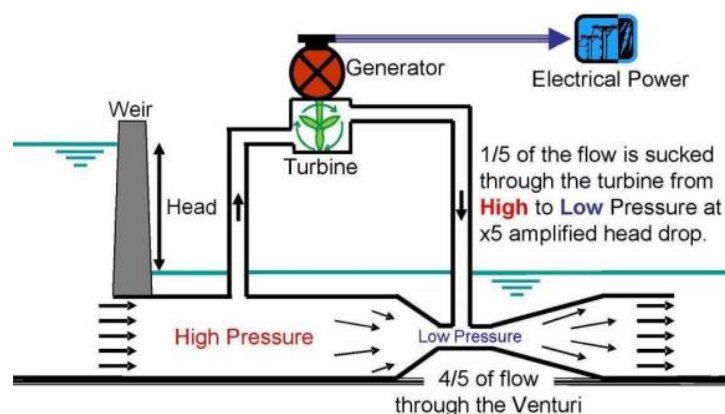 Generator
Electrical Power
Weir
Turbine
Head
1/5 of the flow is sucked
through the turbine from
High to Low Pressure at
x5 amplified head drop.
High Pressure
Low Pressure
4/5 of flow
through the Venturi